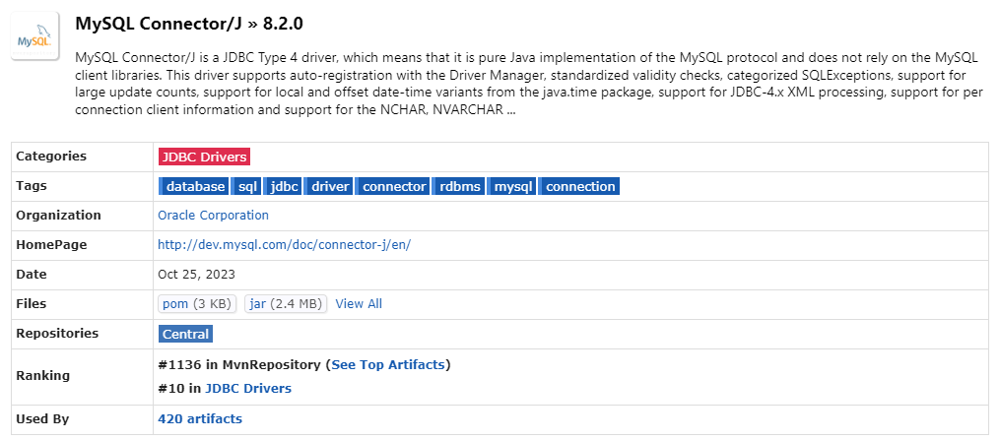 MySQL
MySQL Connector/J » 8.2.0
MySQL Connector/J is a JDBC Type 4 driver, which means that it is pure Java implementation of the MySQL protocol and does not rely on the MySQL
client libraries. This driver supports auto-registration with the Driver Manager, standardized validity checks, categorized SQLExceptions, support for
large update counts, support for local and offset date-time variants from the java.time package, support for JDBC-4.x XML processing, support for per
connection client information and support for the NCHAR, NVARCHAR ...
Categories JDBC Drivers
Tags database sql jdbc driver connector rdbms mysql connection
Organization Oracle Corporation
HomePage http://dev.mysql.com/doc/connector-j/en/
Date Oct 25, 2023
Files pom (3 KB) jar (2.4 MB) View All
Repositories Central
Ranking #1136 in MvnRepository (See Top Artifacts)
#10 in JDBC Drivers
Used By 420 artifacts